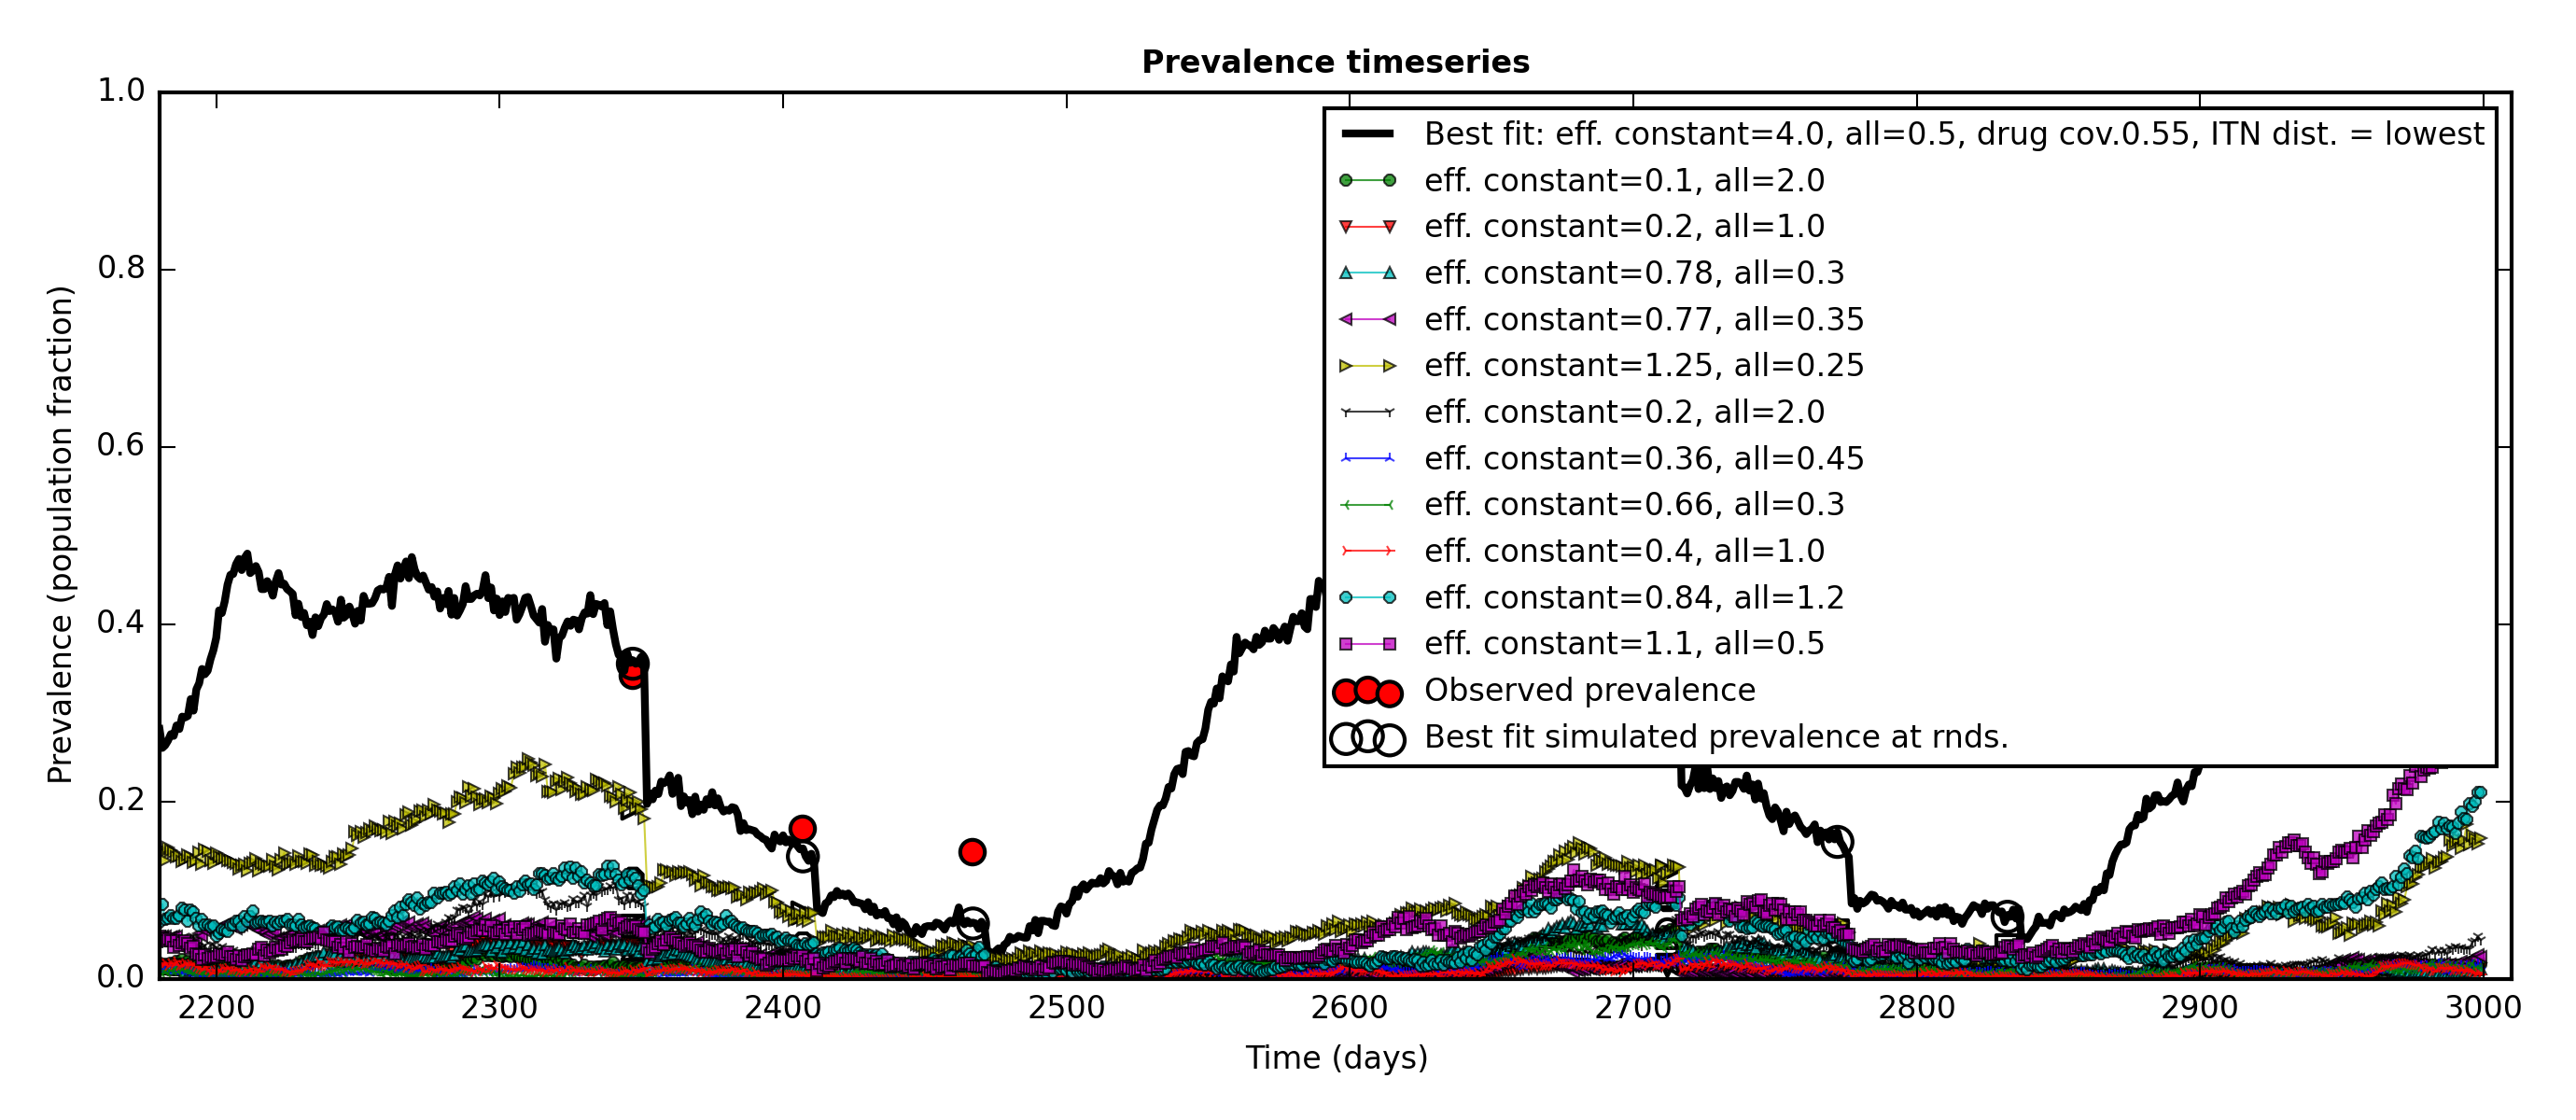 Prevalence timeseries
1.0
0.8
0.6
0.4
0.2
0.0
Prevalence (population fraction)
Best fit: eff. constant=4.0, all=0.5, drug cov.0.55, ITN dist. = lowest
eff. constant=0.1, all=2.0
eff. constant=0.2, all=1.0
eff. constant=0.78, all=0.3
eff. constant=0.77, all=0.35
eff. constant=1.25, all=0.25
eff. constant=0.2, all=2.0
eff. constant=0.36, all=0.45
eff. constant=0.66, all=0.3
eff. constant=0.4, all=1.0
eff. constant=0.84, all=1.2
eff. constant=1.1, all=0.5
Observed prevalence
Best fit simulated prevalence at rnds.
2200 2300 2400 2500 2600 2700 2800 2900 3000
Time (days)